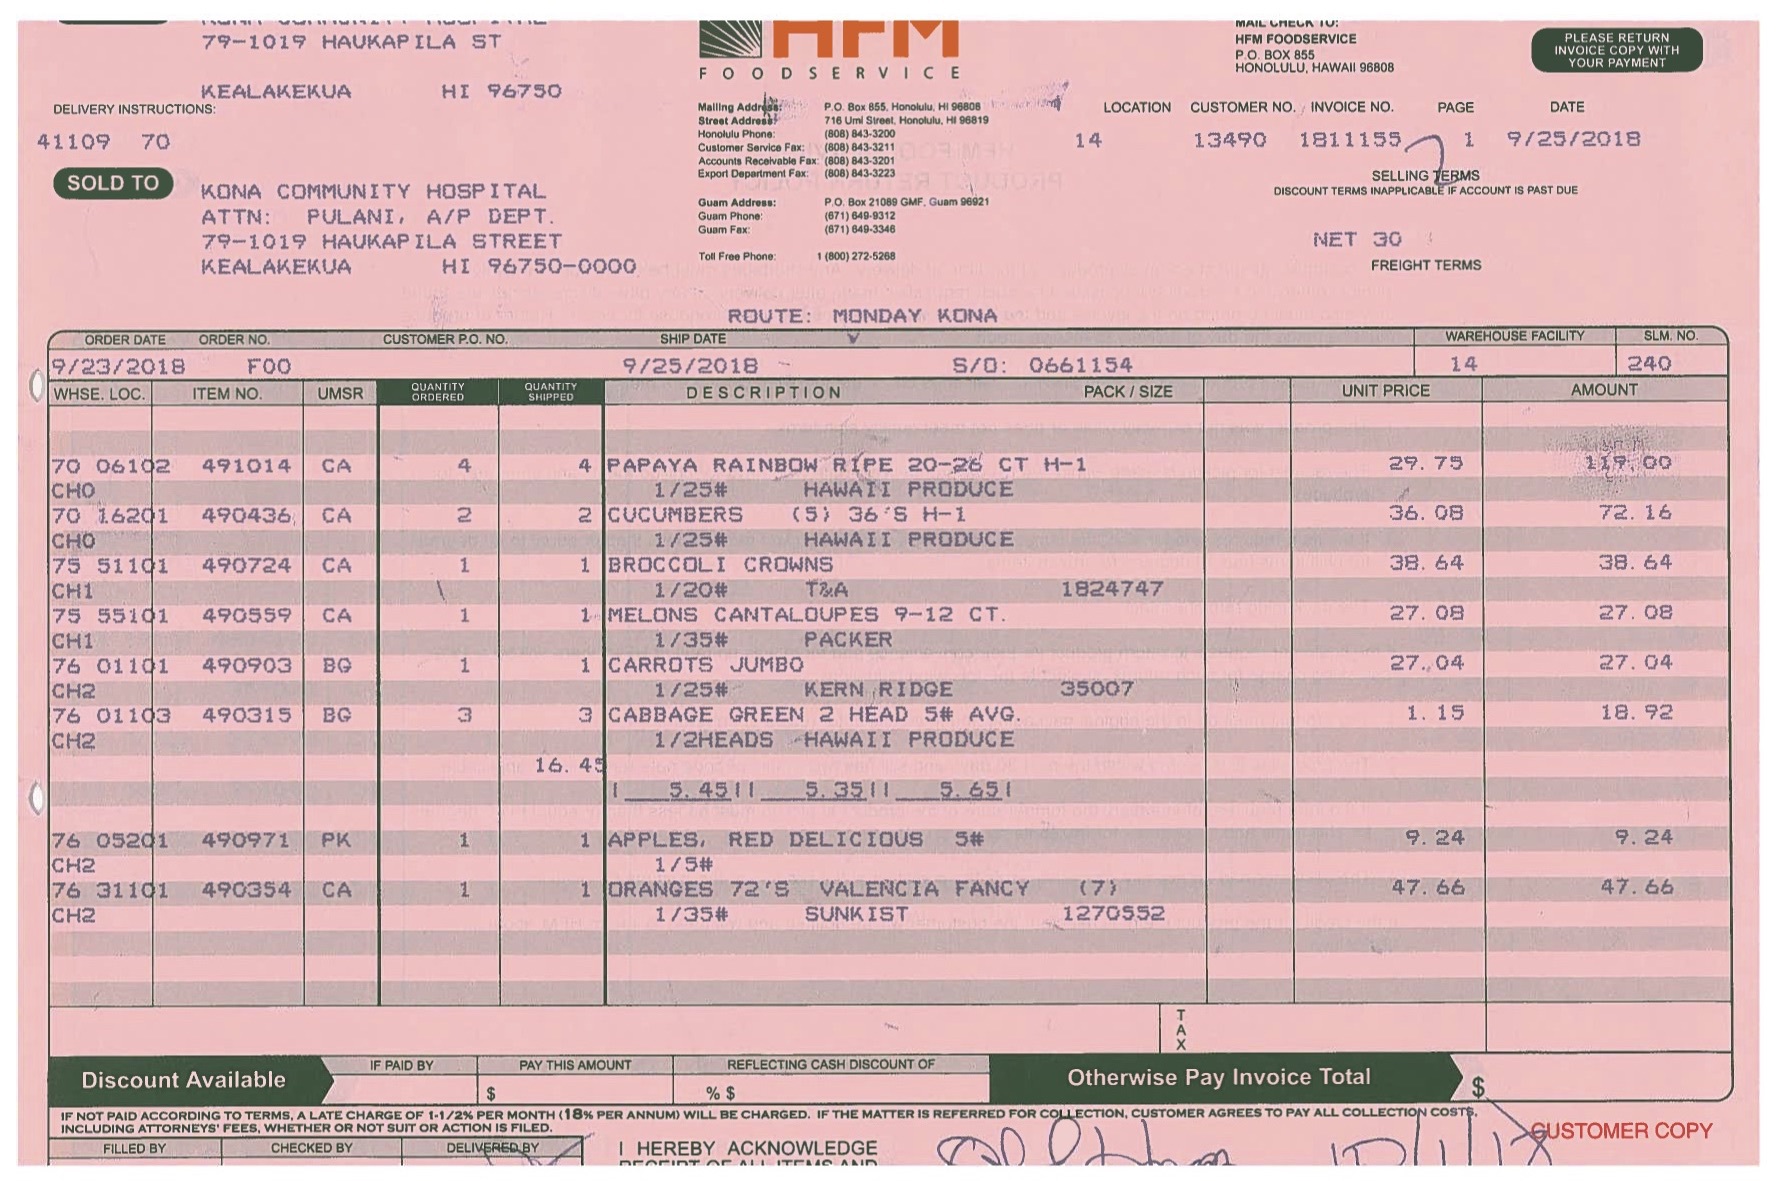 79-1019 HAUKAPILA ST
KEALAKEKUA HI 96750
DELIVERY INSTRUCTIONS:
41109 70
SOLD TO
KONA COMMUNITY HOSPITAL
ATTN: PULANI, A/P DEPT.
79-1019 HAUKAPILA STREET
KEALAKEKUA HI 96750-0000
HFM
FOODSERVICE
Mailing Address: P.O. Box 855, Honolulu, HI 96808
Street Address: 716 Umi Street, Honolulu, HI 96819
Honolulu Phone: (808) 843-3200
Customer Service Fax: (808) 843-3211
Accounts Receivable Fax: (808) 843-3201
Export Department Fax: (808) 843-3223
Guam Address: P.O. Box 21089 GMF, Guam 96921
Guam Phone: (671) 649-9312
Guam Fax: (671) 649-3346
Toll Free Phone: 1 (800) 272-5268
MAIL CHECK TO:
HFM FOODSERVICE
P.O. BOX 855
HONOLULU, HAWAII 96808
PLEASE RETURN
INVOICE COPY WITH
YOUR PAYMENT
LOCATION CUSTOMER NO. INVOICE NO. PAGE DATE
14 13490 1811155 1 9/25/2018
SELLING TERMS
DISCOUNT TERMS INAPPLICABLE IF ACCOUNT IS PAST DUE
NET 30
FREIGHT TERMS
ROUTE: MONDAY KONA
ORDER DATE ORDER NO. CUSTOMER P.O. NO. SHIP DATE WAREHOUSE FACILITY SLM. NO.
9/23/2018 F00 9/25/2018 S/O: 0661154 14 240
WHSE. LOC. ITEM NO. UMSR QUANTITY ORDERED QUANTITY SHIPPED DESCRIPTION PACK / SIZE UNIT PRICE AMOUNT
70 06102 491014 CA 4 4 PAPAYA RAINBOW RIPE 20-26 CT H-1 29.75 119.00
CH0 1/25# HAWAII PRODUCE
70 16201 490436 CA 2 2 CUCUMBERS (5) 36'S H-1 36.08 72.16
CH0 1/25# HAWAII PRODUCE
75 51101 490724 CA 1 1 BROCCOLI CROWNS 38.64 38.64
CH1 1/20# T&A 1824747
75 55101 490559 CA 1 1 MELONS CANTALOUPES 9-12 CT. 27.08 27.08
CH1 1/35# PACKER
76 01101 490903 BG 1 1 CARROTS JUMBO 27.04 27.04
CH2 1/25# KERN RIDGE 35007
76 01103 490315 BG 3 3 CABBAGE GREEN 2 HEAD 5# AVG. 1.15 18.92
CH2 1/2HEADS HAWAII PRODUCE
16.45
|___5.45|| ___5.35|| ___5.65|
76 05201 490971 PK 1 1 APPLES, RED DELICIOUS 5# 9.24 9.24
CH2 1/5#
76 31101 490354 CA 1 1 ORANGES 72'S VALENCIA FANCY (7) 47.66 47.66
CH2 1/35# SUNKIST 1270552
TAX
Discount Available IF PAID BY PAY THIS AMOUNT REFLECTING CASH DISCOUNT OF Otherwise Pay Invoice Total $
$ % $
IF NOT PAID ACCORDING TO TERMS, A LATE CHARGE OF 1-1/2% PER MONTH (18% PER ANNUM) WILL BE CHARGED. IF THE MATTER IS REFERRED FOR COLLECTION, CUSTOMER AGREES TO PAY ALL COLLECTION COSTS,
INCLUDING ATTORNEYS' FEES, WHETHER OR NOT SUIT OR ACTION IS FILED.
CUSTOMER COPY
FILLED BY CHECKED BY DELIVERED BY I HEREBY ACKNOWLEDGE
RECEIPT OF ALL ITEMS AND